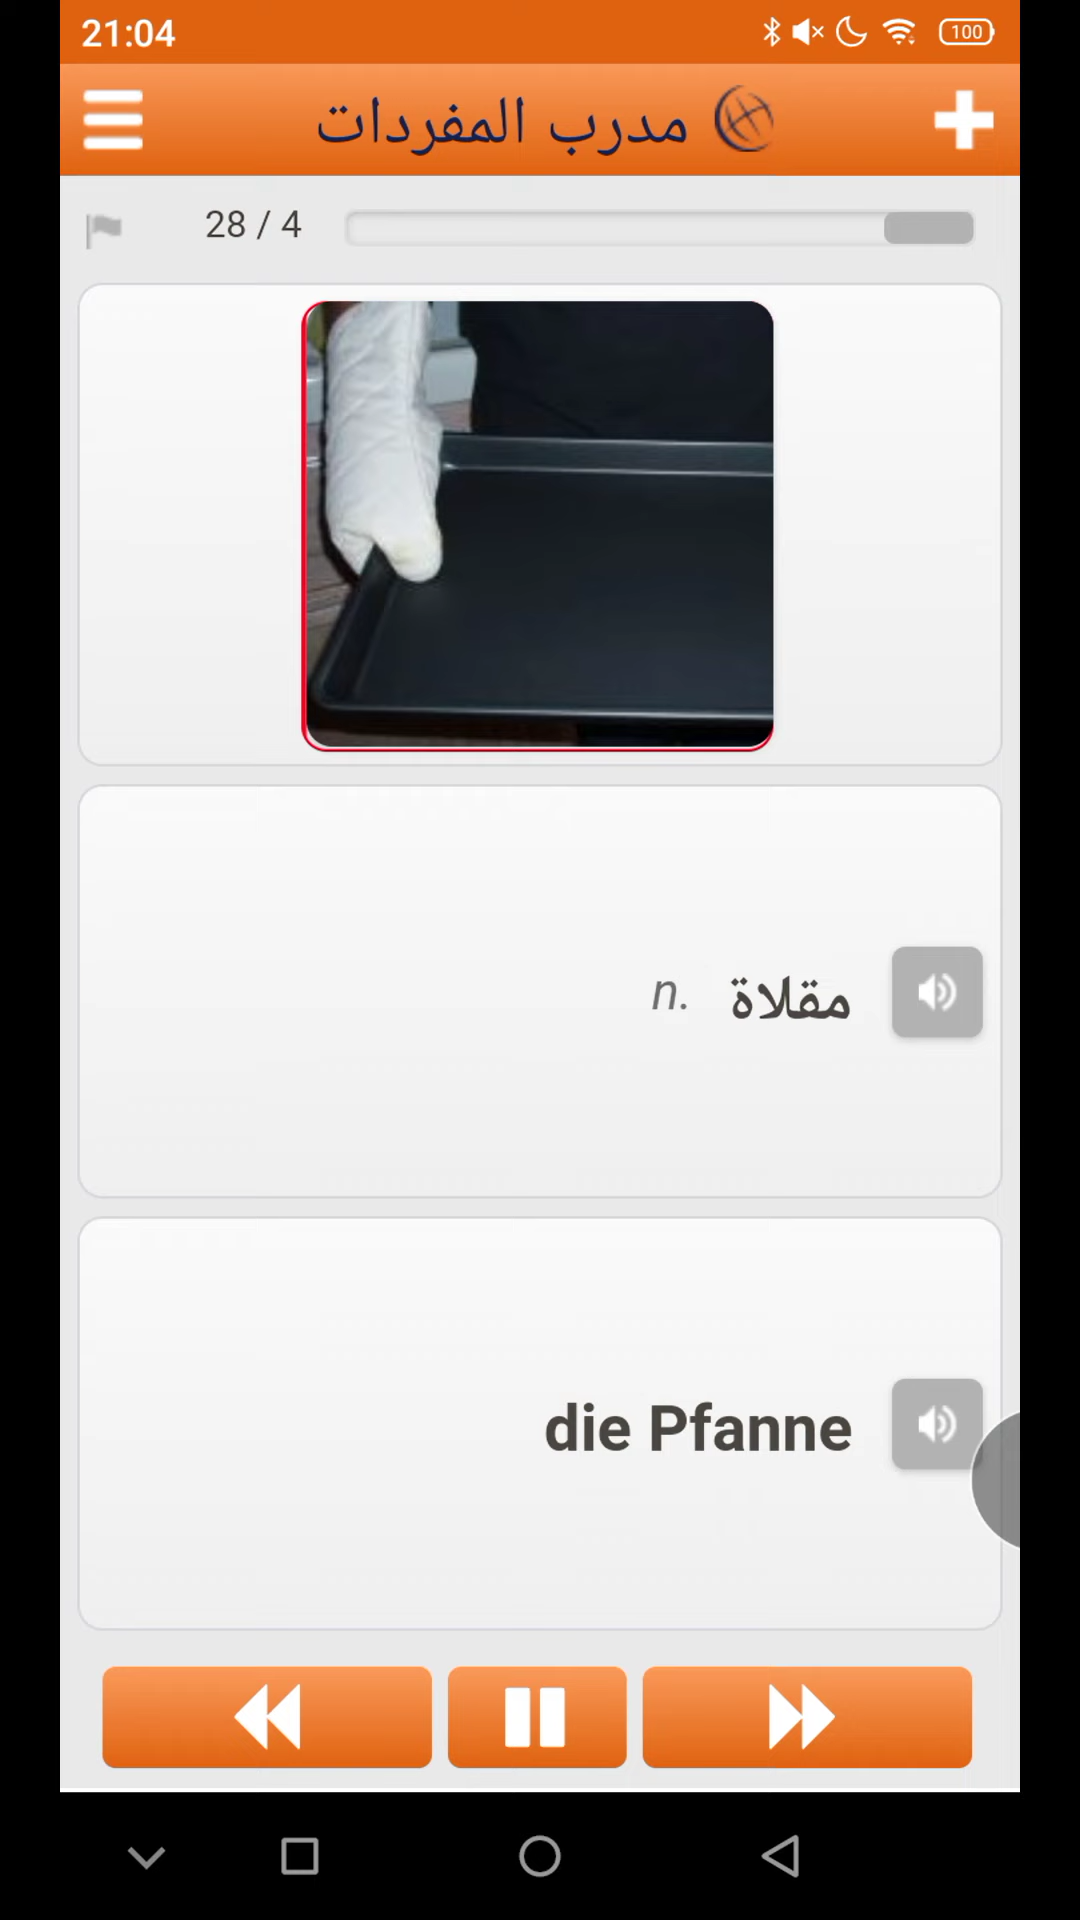 21:04
100
مدرب المفردات
28 / 4
مقلاة n.
die Pfanne